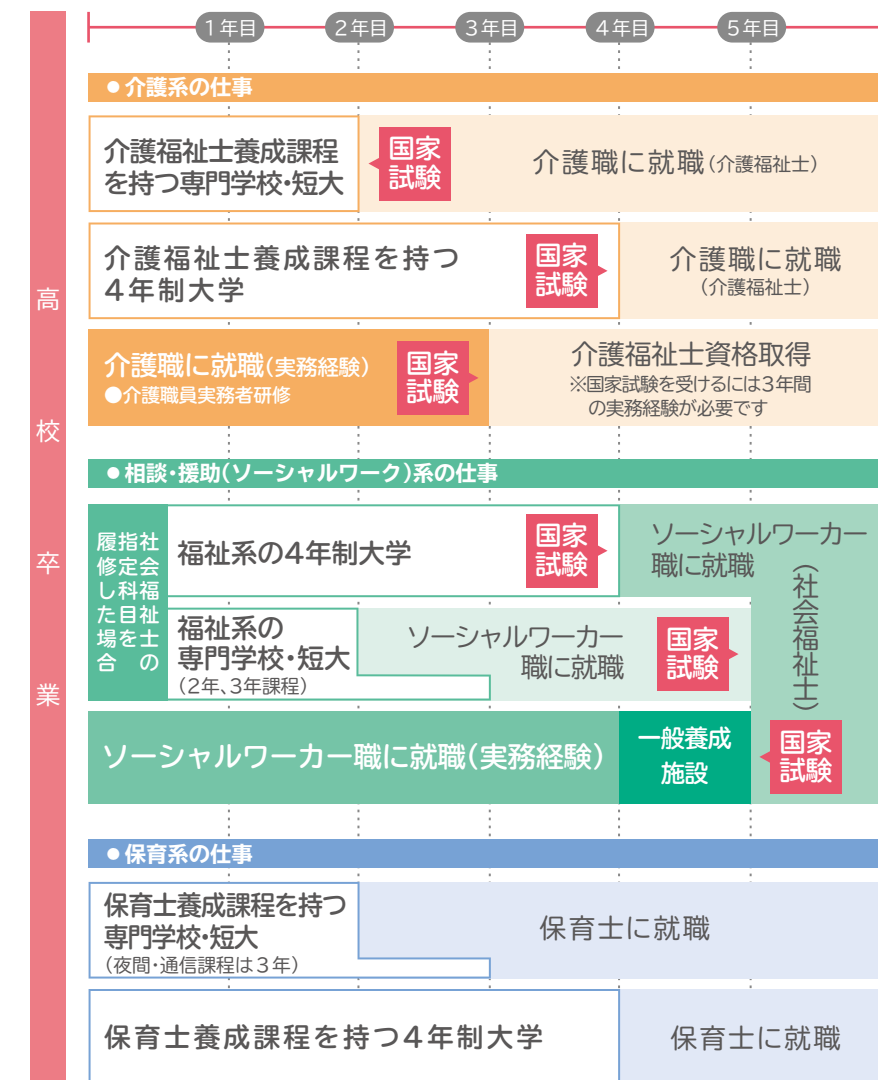 1年目
2年目
3年目
4年目
5年目
高校卒業
●介護系の仕事
介護福祉士養成課程
を持つ専門学校・短大
国家
試験
介護職に就職(介護福祉士)
介護福祉士養成課程を持つ
4年制大学
国家
試験
介護職に就職
(介護福祉士)
介護職に就職(実務経験)
●介護職員実務者研修
国家
試験
介護福祉士資格取得
※国家試験を受けるには3年間
の実務経験が必要です
●相談・援助(ソーシャルワーク)系の仕事
社会福祉士の
指定科目を
履修した場合
福祉系の4年制大学
国家
試験
ソーシャルワーカー
職に就職
(社会福祉士)
福祉系の
専門学校・短大
(2年、3年課程)
ソーシャルワーカー
職に就職
国家
試験
ソーシャルワーカー職に就職(実務経験)
一般養成
施設
国家
試験
●保育系の仕事
保育士養成課程を持つ
専門学校・短大
(夜間・通信課程は3年)
保育士に就職
保育士養成課程を持つ4年制大学
保育士に就職